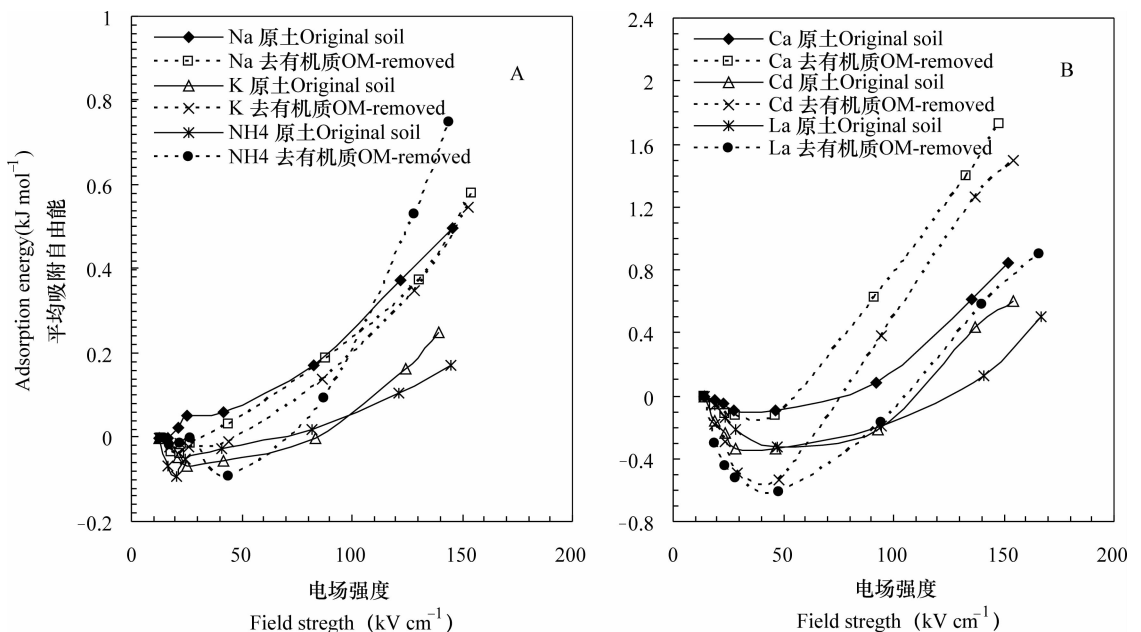 Adsorption energy(kJ mol⁻¹)
平均吸附自由能
1
0.8
0.6
0.4
0.2
0
−0.2
Na 原土Original soil
Na 去有机质OM-removed
K 原土Original soil
K 去有机质OM-removed
NH4 原土Original soil
NH4 去有机质OM-removed
A
0 50 100 150 200
电场强度
Field stregth (kV cm⁻¹)
2.4
2
1.6
1.2
0.8
0.4
0.0
−0.4
−0.8
Ca 原土Original soil
Ca 去有机质OM-removed
Cd 原土Original soil
Cd 去有机质OM-removed
La 原土Original soil
La 去有机质OM-removed
B
0 50 100 150 200
电场强度
Field stregth (kV cm⁻¹)